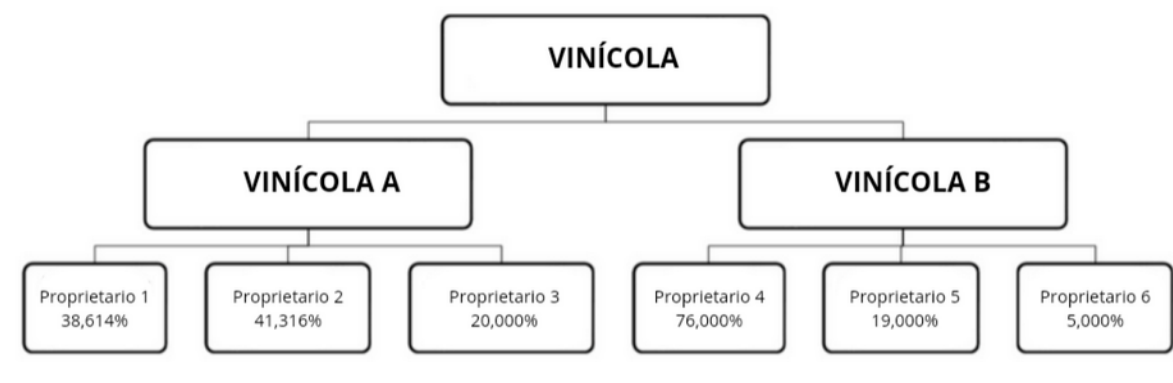 VINÍCOLA
VINÍCOLA A
VINÍCOLA B
Proprietario 1
38,614%
Proprietario 2
41,316%
Proprietario 3
20,000%
Proprietario 4
76,000%
Proprietario 5
19,000%
Proprietario 6
5,000%